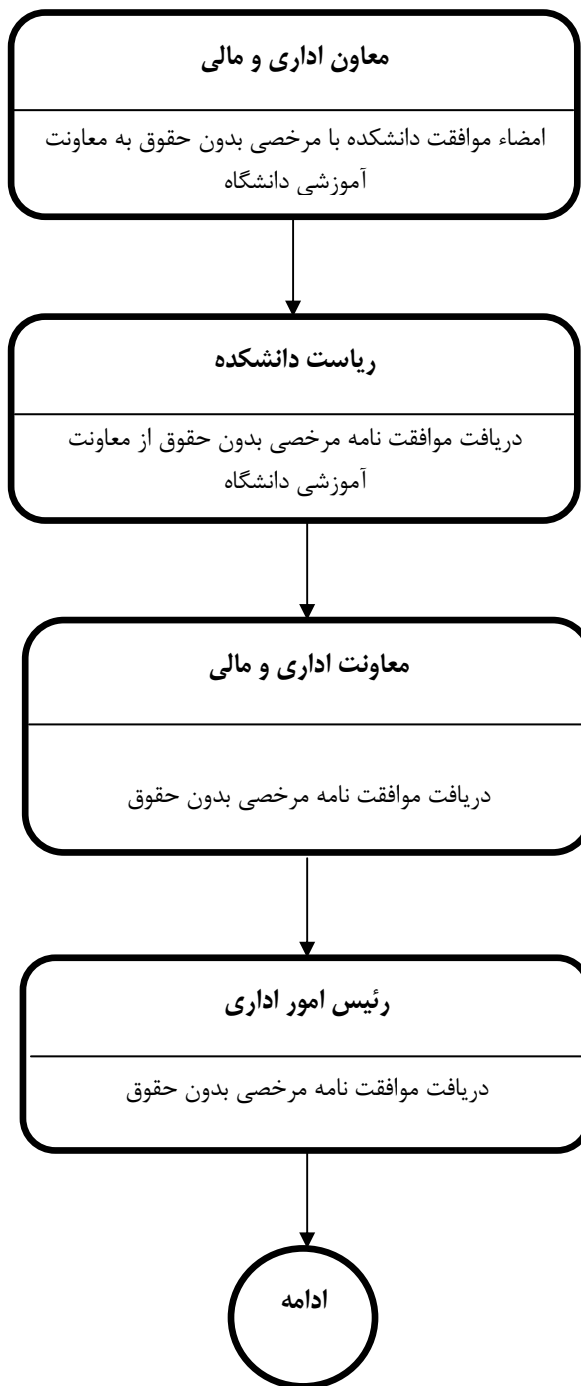 معاون اداری و مالی
امضاء موافقت دانشکده با مرخصی بدون حقوق به معاونت
آموزشی دانشگاه
ریاست دانشکده
دریافت موافقت نامه مرخصی بدون حقوق از معاونت
آموزشی دانشگاه
معاونت اداری و مالی
دریافت موافقت نامه مرخصی بدون حقوق
رئیس امور اداری
دریافت موافقت نامه مرخصی بدون حقوق
ادامه